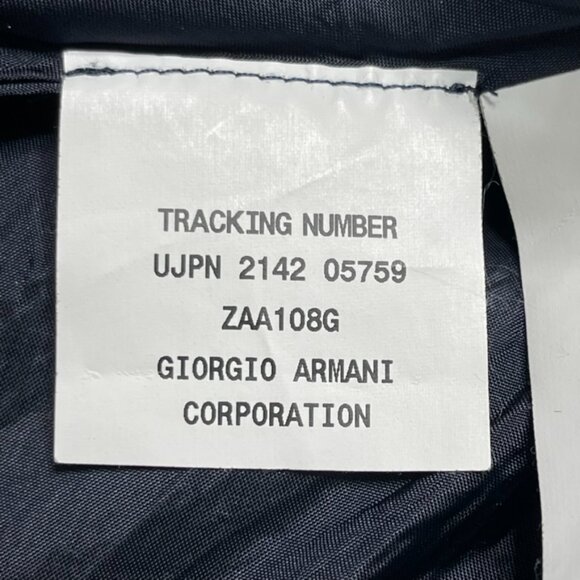 TRACKING NUMBER
UJPN 2142 05759
ZAA108G
GIORGIO ARMANI
CORPORATION